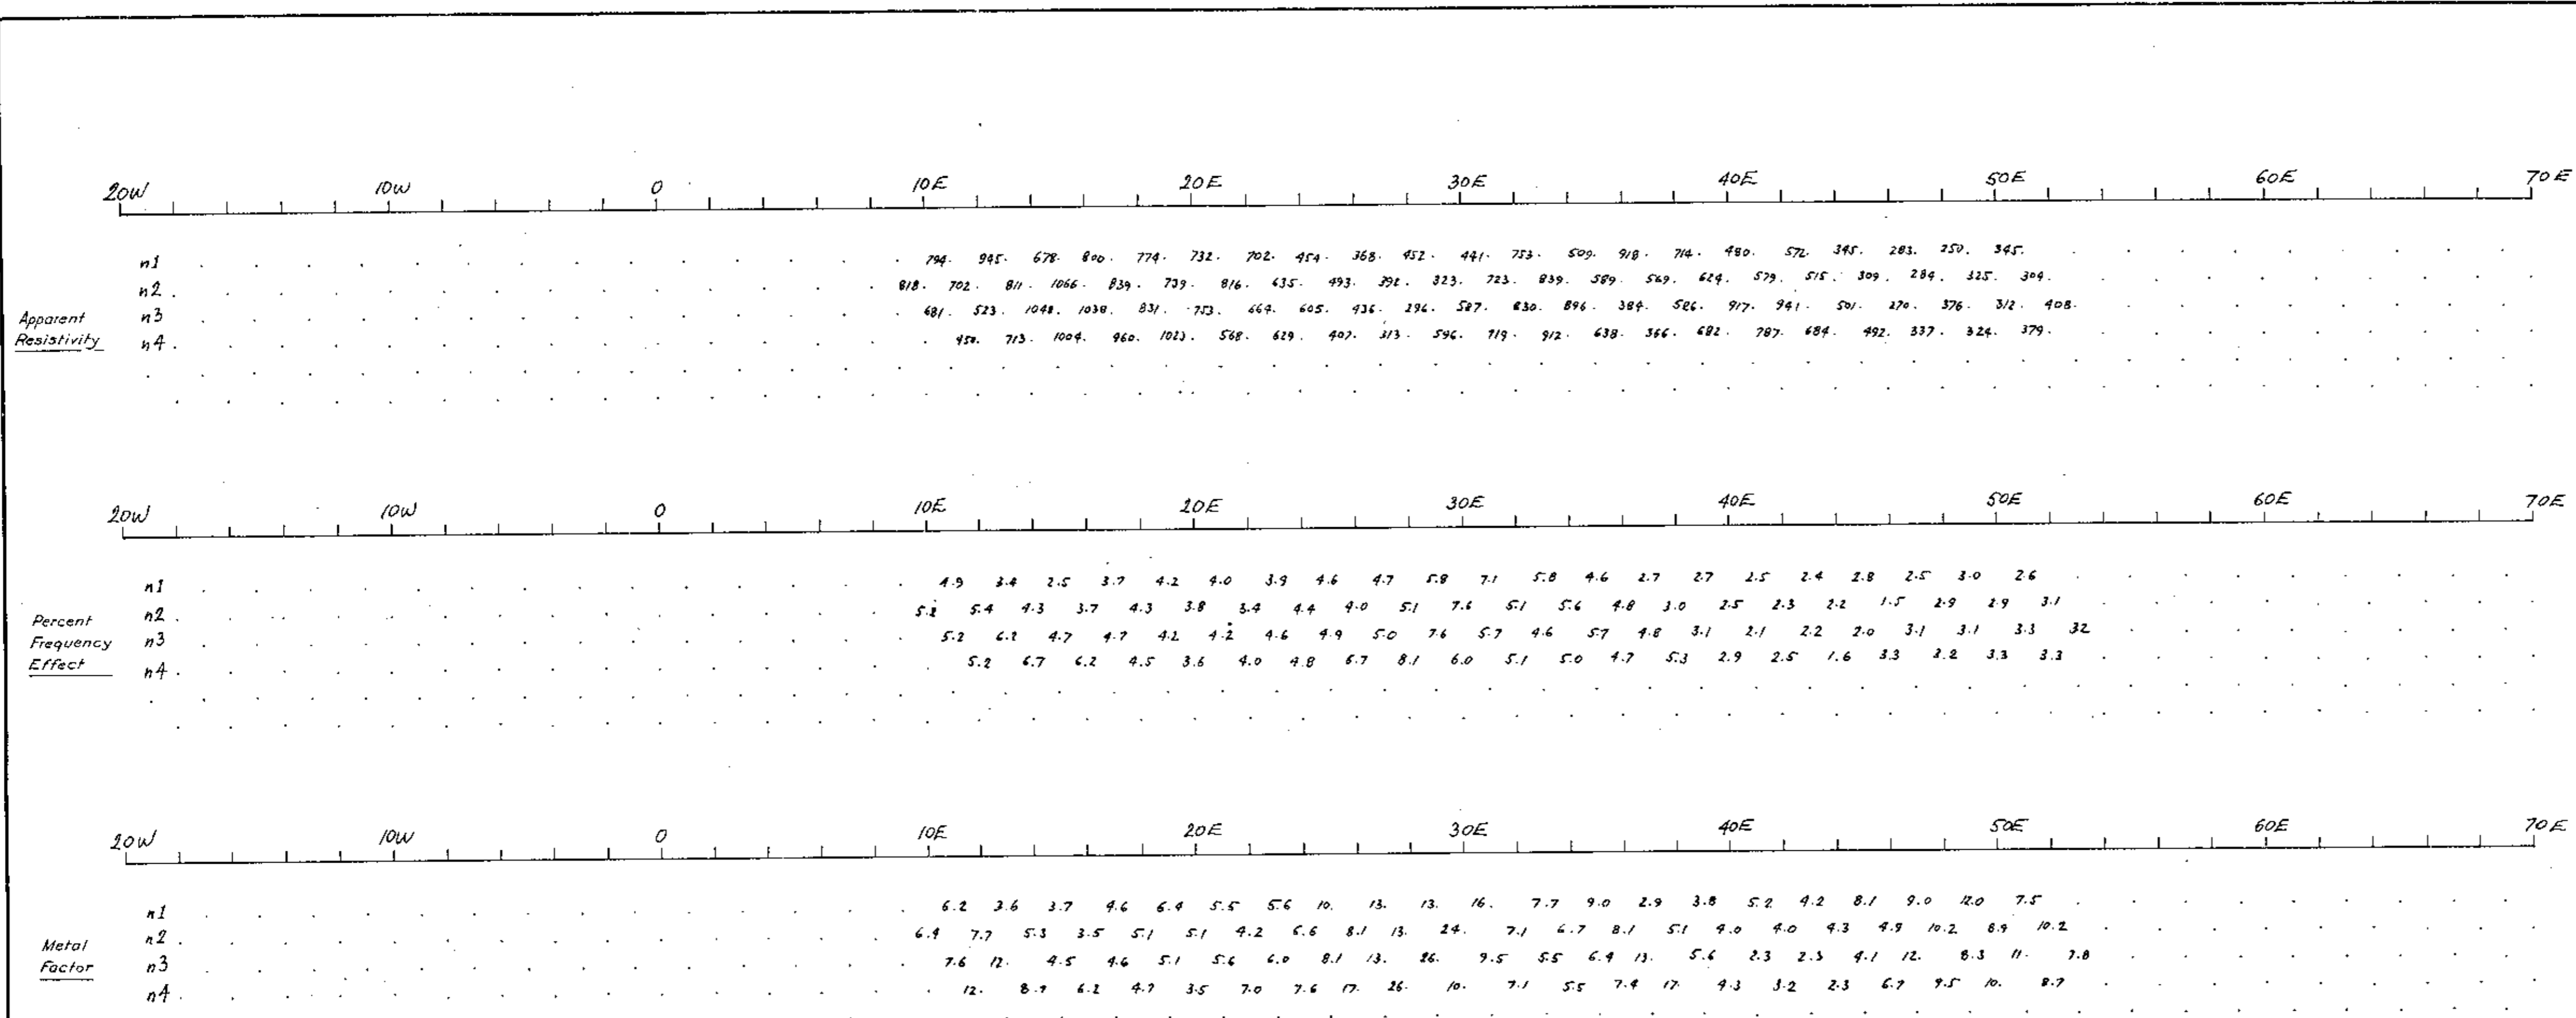 20W 10W 0 10E 20E 30E 40E 50E 60E 70E
n1 794. 945. 678. 800. 774. 732. 702. 454. 368. 452. 441. 753. 509. 918. 714. 480. 572. 345. 283. 250. 345.
n2 818. 702. 811. 1066. 839. 739. 816. 635. 493. 392. 323. 723. 839. 589. 569. 624. 579. 515. 309. 284. 325. 304.
Apparent Resistivity
n3 681. 523. 1048. 1038. 831. 753. 664. 605. 436. 296. 587. 830. 896. 384. 586. 917. 941. 501. 270. 376. 312. 408.
n4 450. 713. 1004. 960. 1023. 568. 629. 407. 313. 596. 719. 912. 638. 366. 682. 787. 684. 492. 337. 324. 379.
20W 10W 0 10E 20E 30E 40E 50E 60E 70E
n1 4.9 3.4 2.5 3.7 4.2 4.0 3.9 4.6 4.7 5.8 7.1 5.8 4.6 2.7 2.7 2.5 2.4 2.8 2.5 3.0 2.6
n2 5.4 4.3 3.7 4.3 3.8 3.4 4.4 4.0 5.1 7.6 5.1 5.6 4.8 3.0 2.5 2.3 2.2 1.5 2.9 2.9 3.1
Percent Frequency Effect
n3 5.2 6.2 4.7 4.7 4.2 4.2 4.6 4.9 5.0 7.6 5.7 4.6 5.7 4.8 3.1 2.1 2.2 2.0 3.1 3.1 3.3 32
n4 5.2 6.7 6.2 4.5 3.6 4.0 4.8 6.7 8.1 6.0 5.1 5.0 4.7 5.3 2.9 2.5 1.6 3.3 3.2 3.3 3.3
20W 10W 0 10E 20E 30E 40E 50E 60E 70E
n1 6.2 3.6 3.7 4.6 6.4 5.5 5.6 10. 13. 13. 16. 7.7 9.0 2.9 3.8 5.2 4.2 8.1 9.0 12.0 7.5
n2 6.4 7.7 5.3 3.5 5.1 5.1 4.2 6.6 8.1 13. 24. 7.1 6.7 8.1 5.1 4.0 4.0 4.3 4.9 10.2 8.9 10.2
Metal Factor
n3 7.6 12. 4.5 4.6 5.1 5.6 6.0 8.1 13. 26. 9.5 5.5 6.4 13. 5.6 2.3 2.3 4.1 12. 8.3 11. 7.8
n4 12. 8.9 6.2 4.7 3.5 7.0 7.6 17. 26. 10. 7.1 5.5 7.4 17. 4.3 3.2 2.3 6.7 9.5 10. 8.7